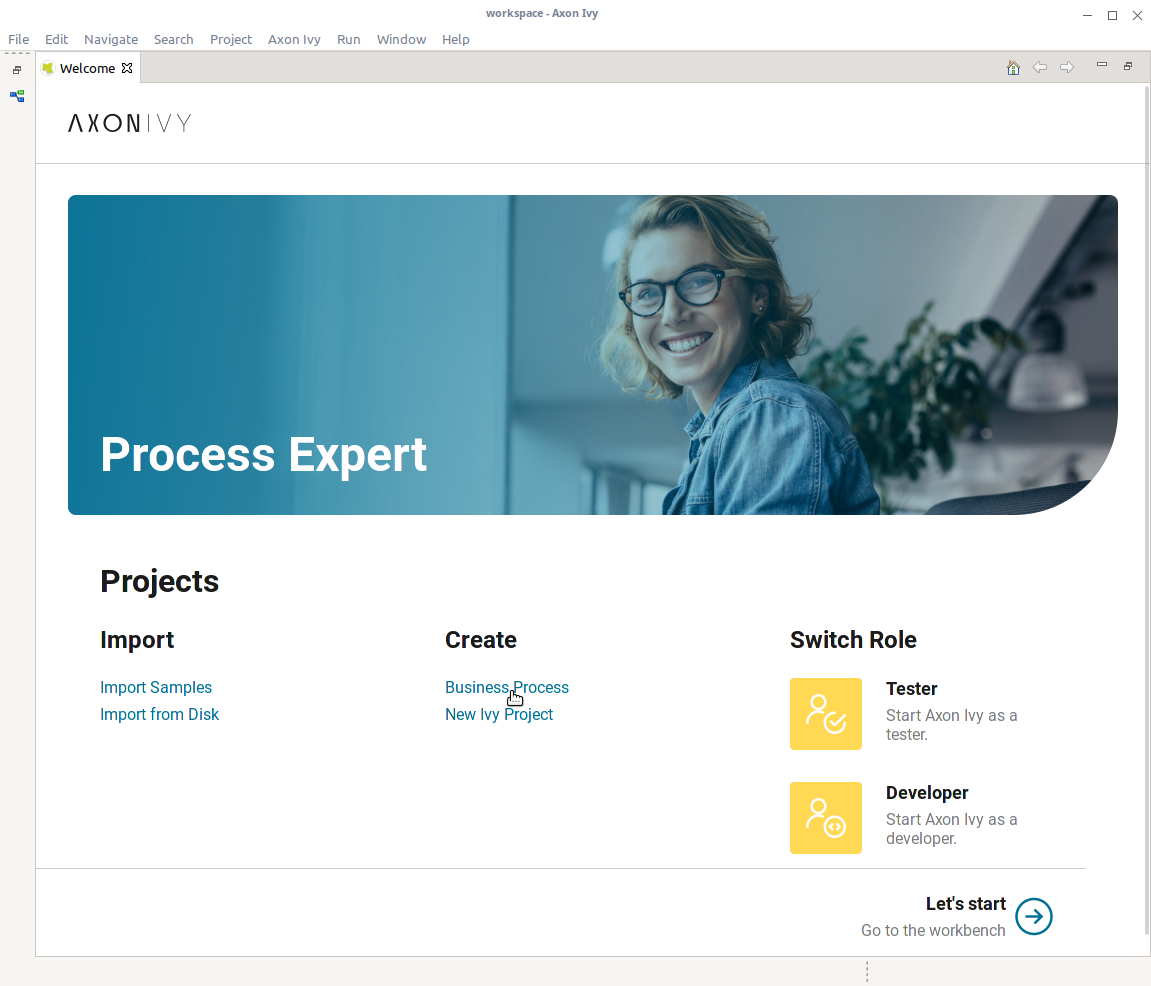 workspace - Axon Ivy
File Edit Navigate Search Project Axon Ivy Run Window Help
Welcome
AXONIVY
Process Expert
Projects
Import
Import Samples
Import from Disk
Create
Business Process
New Ivy Project
Switch Role
Tester
Start Axon Ivy as a
tester.
Developer
Start Axon Ivy as a
developer.
Let's start
Go to the workbench